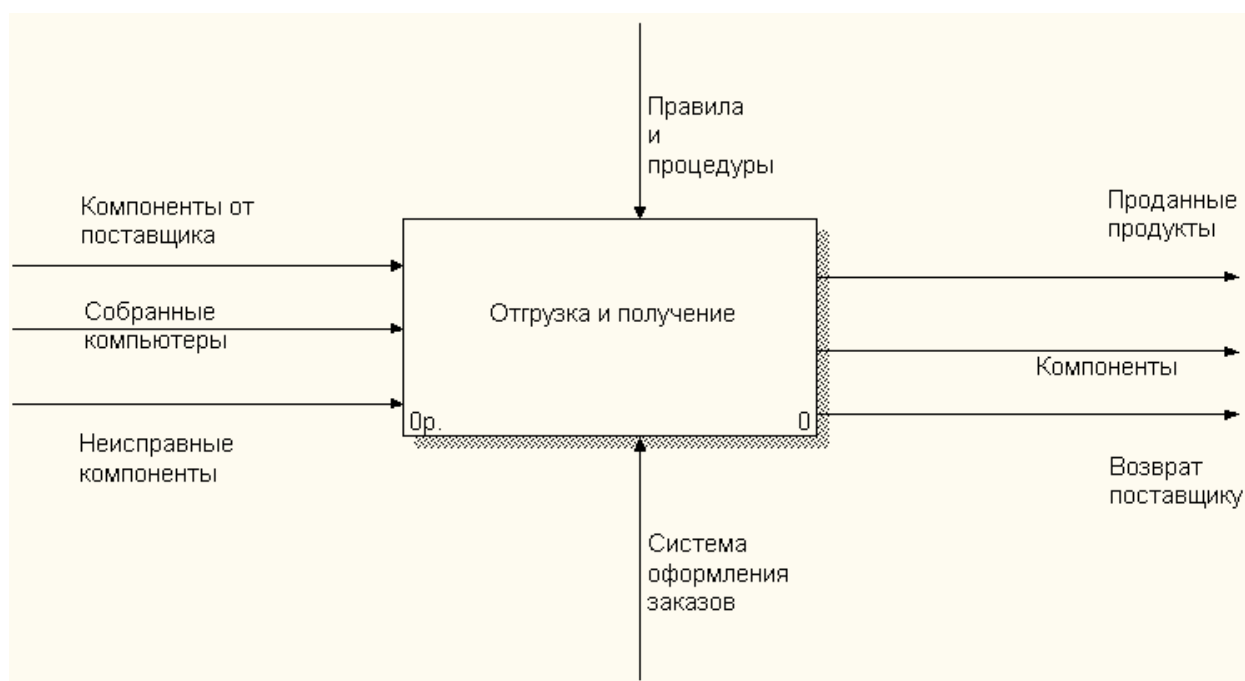 Правила
и
процедуры
Компоненты от
поставщика
Проданные
продукты
Собранные
компьютеры
Отгрузка и получение
Компоненты
0р.
0
Неисправные
компоненты
Возврат
поставщику
Система
оформления
заказов